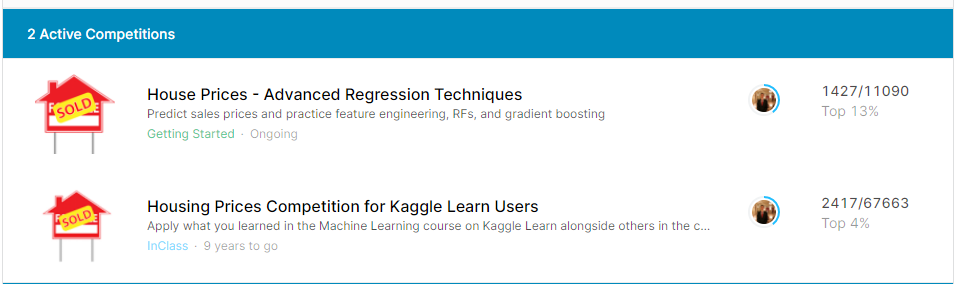 2 Active Competitions
SOLD
House Prices - Advanced Regression Techniques
Predict sales prices and practice feature engineering, RFs, and gradient boosting
Getting Started · Ongoing
1427/11090
Top 13%
SOLD
Housing Prices Competition for Kaggle Learn Users
Apply what you learned in the Machine Learning course on Kaggle Learn alongside others in the c...
InClass · 9 years to go
2417/67663
Top 4%